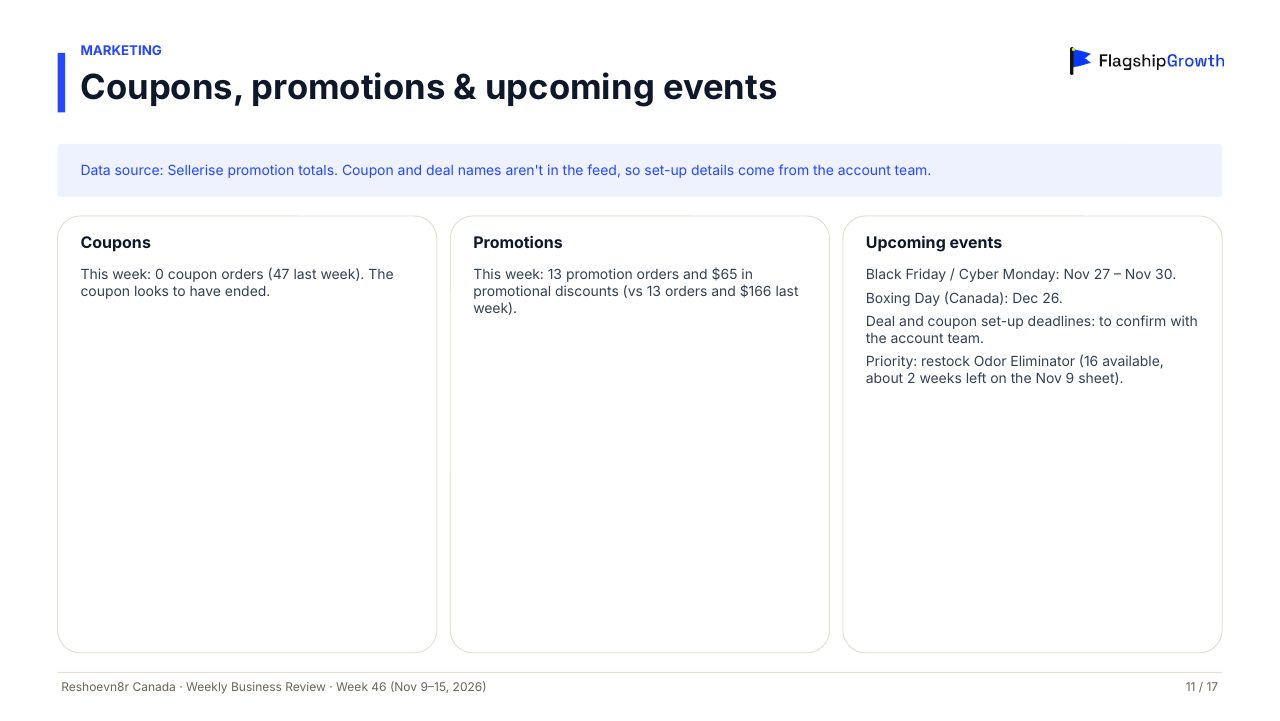 MARKETING
Coupons, promotions & upcoming events
FlagshipGrowth
Data source: Sellerise promotion totals. Coupon and deal names aren't in the feed, so set-up details come from the account team.
Coupons
This week: 0 coupon orders (47 last week). The
coupon looks to have ended.
Promotions
This week: 13 promotion orders and $65 in
promotional discounts (vs 13 orders and $166 last
week).
Upcoming events
Black Friday / Cyber Monday: Nov 27 – Nov 30.
Boxing Day (Canada): Dec 26.
Deal and coupon set-up deadlines: to confirm with
the account team.
Priority: restock Odor Eliminator (16 available,
about 2 weeks left on the Nov 9 sheet).
Reshoevn8r Canada · Weekly Business Review · Week 46 (Nov 9–15, 2026)
11 / 17